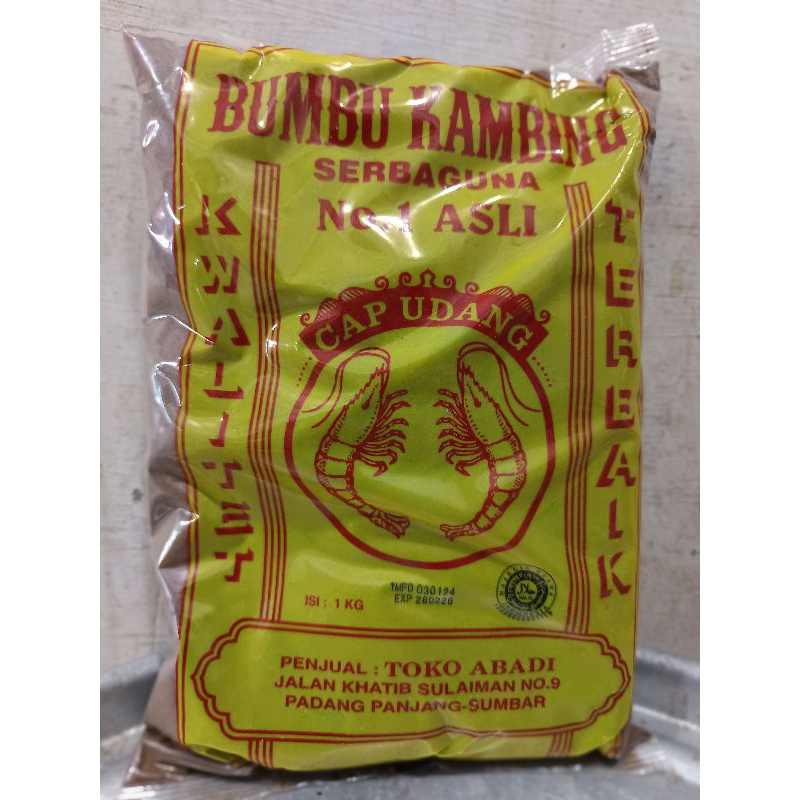 BUMBU KAMBING
SERBAGUNA
No.1 ASLI
KWALITET
TERBAIK
CAP UDANG
ISI : 1 KG
1MFD 030124
EXP 280226
PENJUAL : TOKO ABADI
JALAN KHATIB SULAIMAN NO.9
PADANG PANJANG-SUMBAR